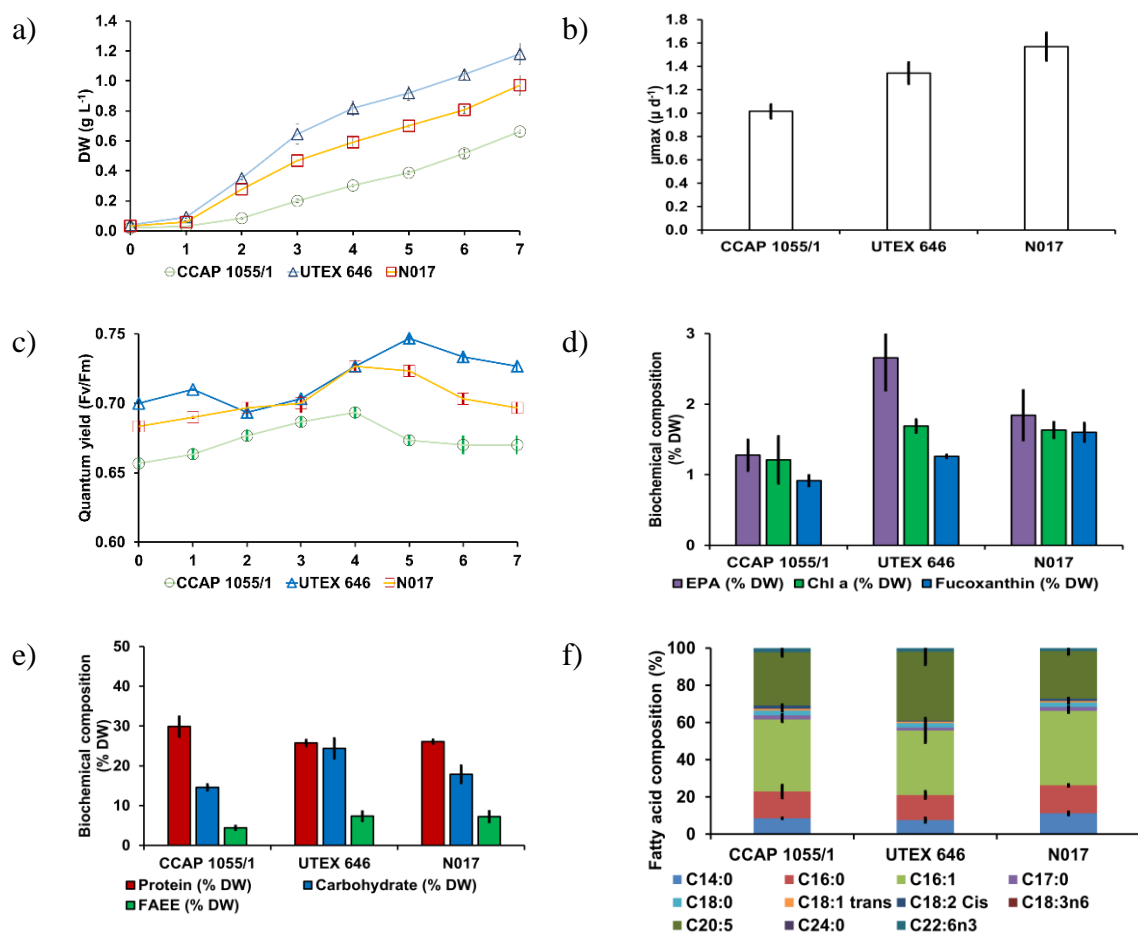 a)
DW (g L-1)
1.4
1.2
1.0
0.8
0.6
0.4
0.2
0.0
0 1 2 3 4 5 6 7
CCAP 1055/1 UTEX 646 N017
b)
µmax (µ d-1)
1.8
1.6
1.4
1.2
1.0
0.8
0.6
0.4
0.2
0.0
CCAP 1055/1 UTEX 646 N017
c)
Quantum yield (Fv/Fm)
0.75
0.70
0.65
0.60
0 1 2 3 4 5 6 7
CCAP 1055/1 UTEX 646 N017
d)
Biochemical composition
(% DW)
3
2
1
0
CCAP 1055/1 UTEX 646 N017
EPA (% DW) Chl a (% DW) Fucoxanthin (% DW)
e)
Biochemical composition
(% DW)
50
40
30
20
10
0
CCAP 1055/1 UTEX 646 N017
Protein (% DW) Carbohydrate (% DW)
FAEE (% DW)
f)
Fatty acid composition (%)
100
80
60
40
20
0
CCAP 1055/1 UTEX 646 N017
C14:0 C16:0 C16:1 C17:0
C18:0 C18:1 trans C18:2 Cis C18:3n6
C20:5 C24:0 C22:6n3